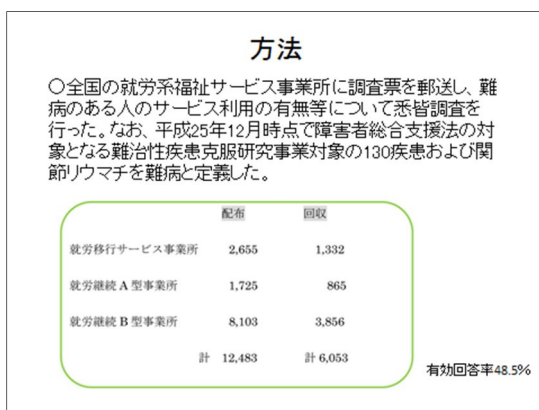 方法
○全国の就労系福祉サービス事業所に調査票を郵送し、難
病のある人のサービス利用の有無等について悉皆調査を
行った。なお、平成25年12月時点で障害者総合支援法の対
象となる難治性疾患克服研究事業対象の130疾患および関
節リウマチを難病と定義した。
配布 回収
就労移行サービス事業所 2,655 1,332
就労継続 A 型事業所 1,725 865
就労継続 B 型事業所 8,103 3,856
計 12,483 計 6,053
有効回答率48.5%